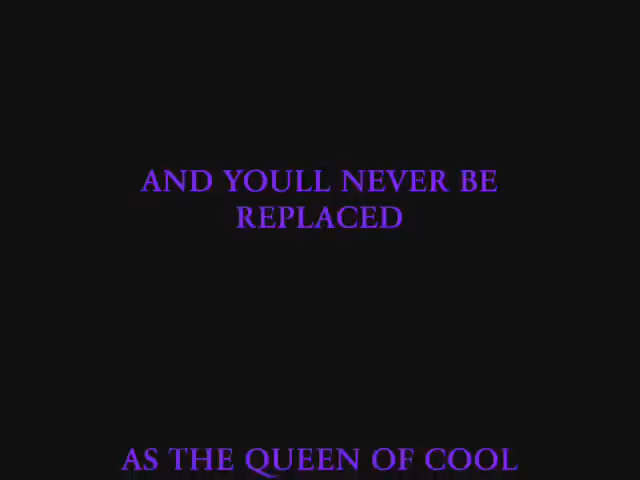 AND YOULL NEVER BE
REPLACED
AS THE QUEEN OF COOL